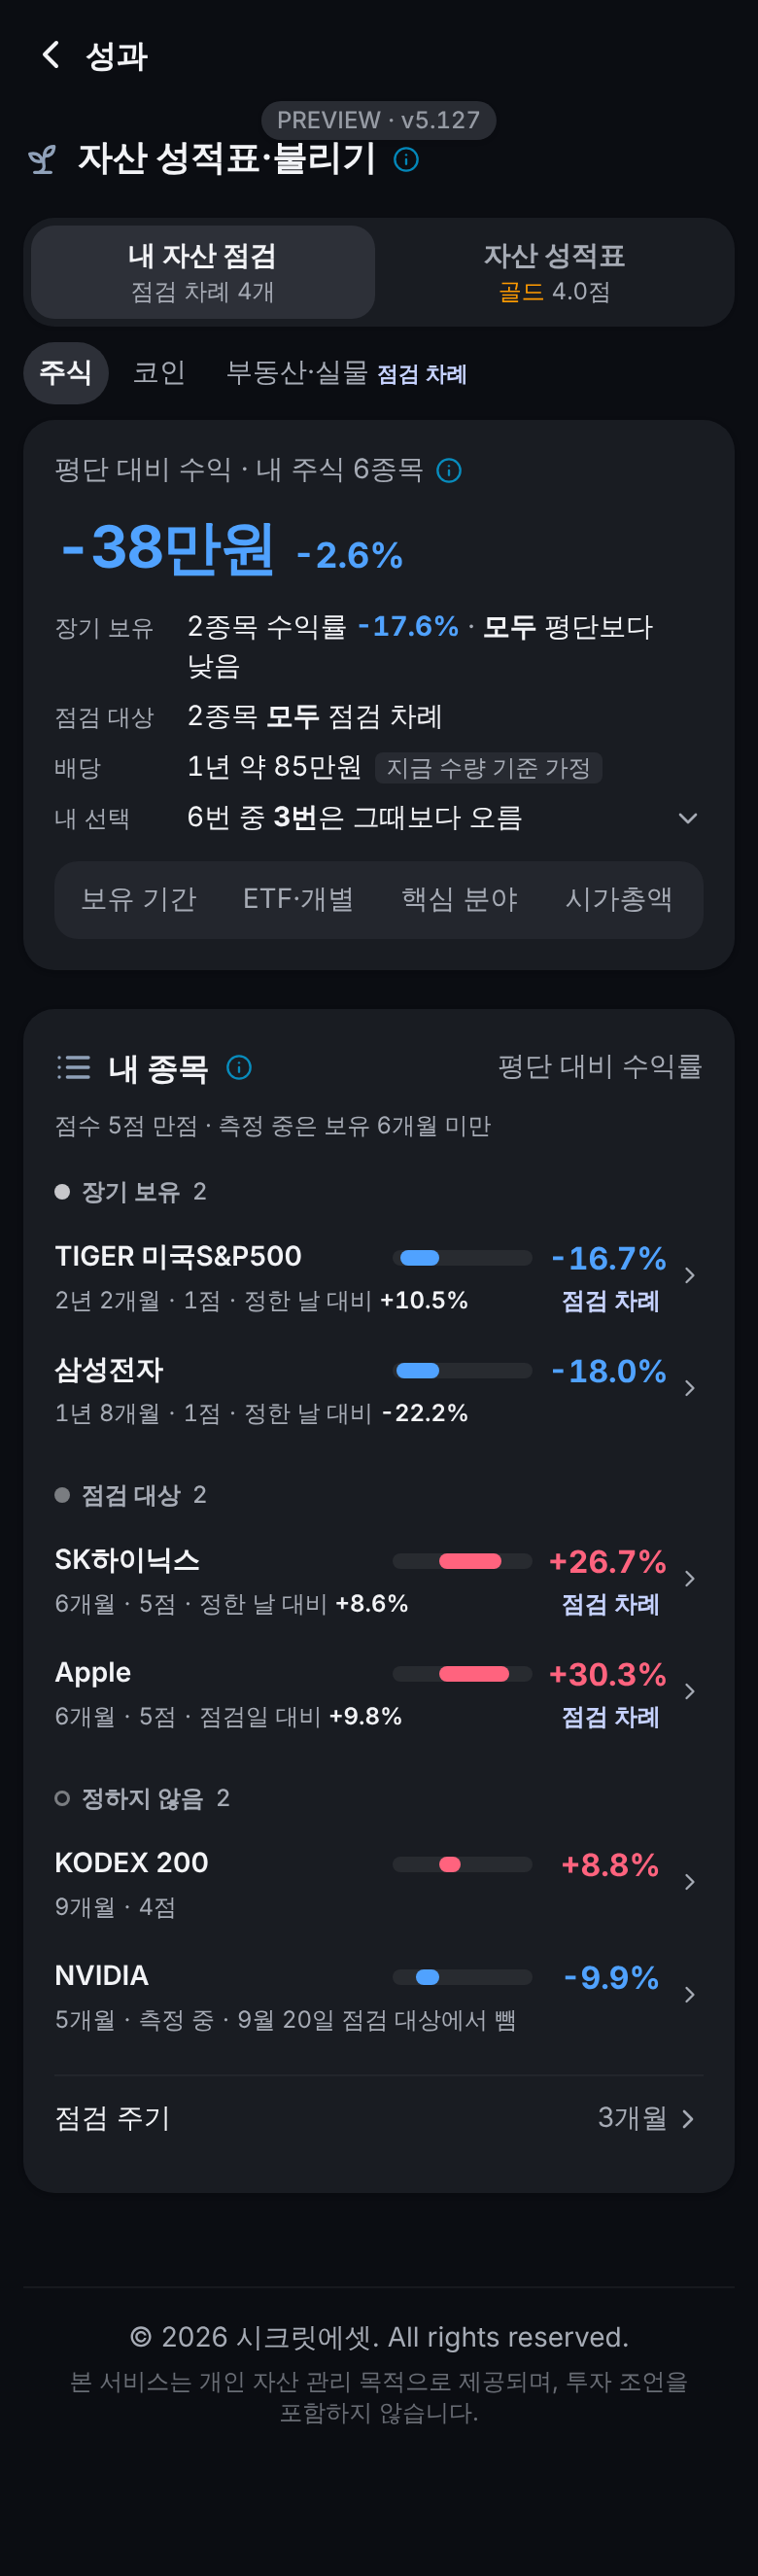 성과
PREVIEW · v5.127
자산 성적표·불리기
내 자산 점검
점검 차례 4개
자산 성적표
골드 4.0점
주식
코인
부동산·실물 점검 차례
평단 대비 수익 · 내 주식 6종목
-38만원 -2.6%
장기 보유 2종목 수익률 -17.6% · 모두 평단보다
낮음
점검 대상 2종목 모두 점검 차례
배당 1년 약 85만원 지금 수량 기준 가정
내 선택 6번 중 3번은 그때보다 오름
보유 기간 ETF·개별 핵심 분야 시가총액
내 종목 평단 대비 수익률
점수 5점 만점 · 측정 중은 보유 6개월 미만
장기 보유 2
TIGER 미국S&P500 -16.7%
2년 2개월 · 1점 · 정한 날 대비 +10.5% 점검 차례
삼성전자 -18.0%
1년 8개월 · 1점 · 정한 날 대비 -22.2%
점검 대상 2
SK하이닉스 +26.7%
6개월 · 5점 · 정한 날 대비 +8.6% 점검 차례
Apple +30.3%
6개월 · 5점 · 점검일 대비 +9.8% 점검 차례
정하지 않음 2
KODEX 200 +8.8%
9개월 · 4점
NVIDIA -9.9%
5개월 · 측정 중 · 9월 20일 점검 대상에서 뺌
점검 주기 3개월
© 2026 시크릿에셋. All rights reserved.
본 서비스는 개인 자산 관리 목적으로 제공되며, 투자 조언을
포함하지 않습니다.